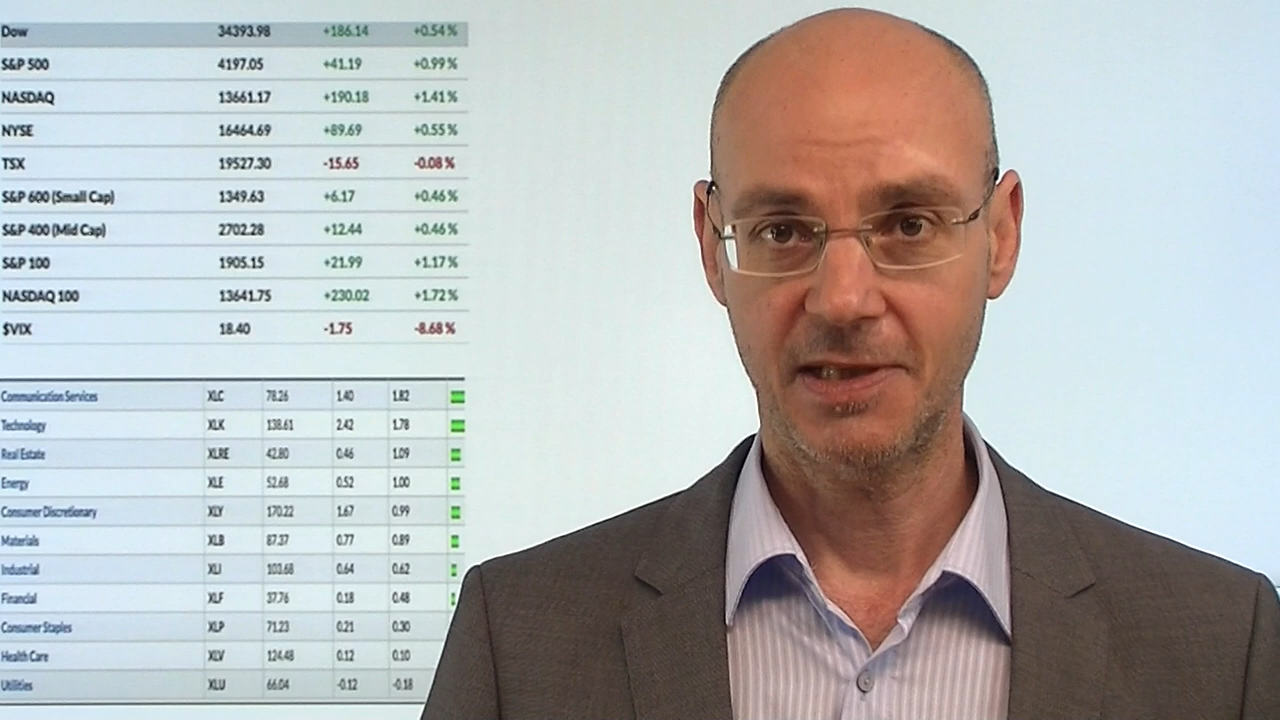 Dow 34393.98 +186.14 +0.54%
S&P 500 4197.05 +41.19 +0.99%
NASDAQ 13661.17 +190.18 +1.41%
NYSE 16464.69 +89.69 +0.55%
TSX 19527.30 -15.65 -0.08%
S&P 600 (Small Cap) 1349.63 +6.17 +0.46%
S&P 400 (Mid Cap) 2702.28 +12.44 +0.46%
S&P 100 1905.15 +21.99 +1.17%
NASDAQ 100 13641.75 +230.02 +1.72%
$VIX 18.40 -1.75 -8.68%
Communication Services XLC 78.26 1.40 1.82
Technology XLK 138.61 2.42 1.78
Real Estate XLRE 42.80 0.46 1.09
Energy XLE 52.68 0.52 1.00
Consumer Discretionary XLY 170.22 1.67 0.99
Materials XLB 87.37 0.77 0.89
Industrial XLI 103.68 0.64 0.62
Financial XLF 37.76 0.18 0.48
Consumer Staples XLP 71.23 0.21 0.30
Health Care XLV 124.48 0.12 0.10
Utilities XLU 66.04 -0.12 -0.18